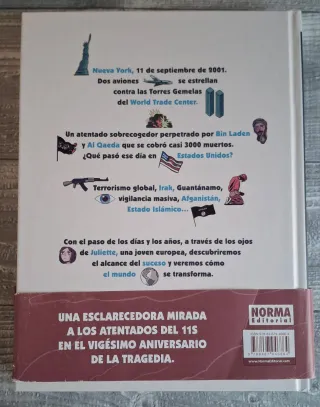 Nueva York, 11 de septiembre de 2001.
Dos aviones se estrellan
contra las Torres Gemelas
del World Trade Center.
Un atentado sobrecogedor perpetrado por Bin Laden
y Al Qaeda que se cobró casi 3000 muertos.
¿Qué pasó ese día en Estados Unidos?
Terrorismo global, Irak, Guantánamo,
vigilancia masiva, Afganistán,
Estado Islámico...
Con el paso de los días y los años, a través de los ojos
de Juliette, una joven europea, descubriremos
el alcance del suceso y veremos cómo
el mundo se transforma.
UNA ESCLARECEDORA MIRADA
A LOS ATENTADOS DEL 11S
EN EL VIGÉSIMO ANIVERSARIO
DE LA TRAGEDIA.
NORMA
Editorial